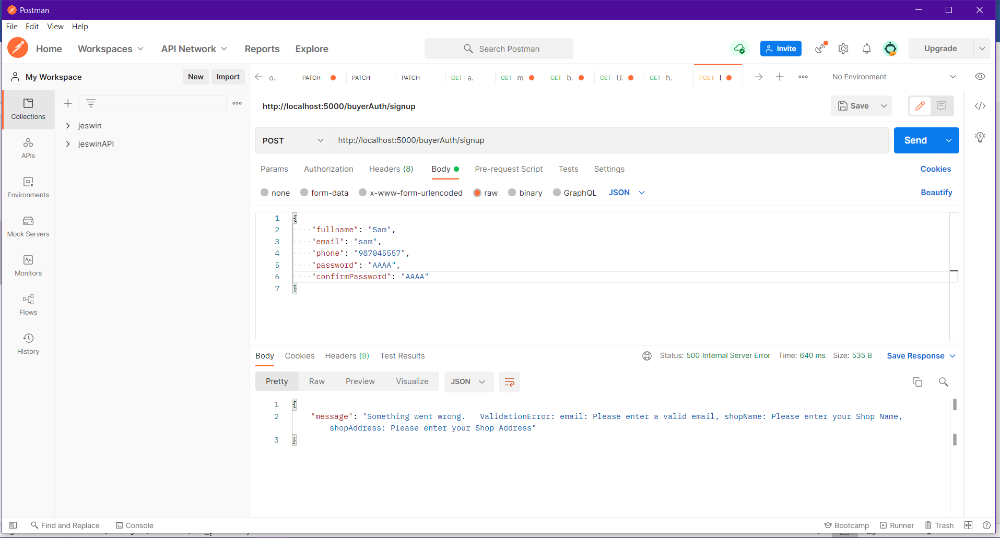 Postman
File Edit View Help
Home Workspaces API Network Reports Explore Search Postman Invite Upgrade
My Workspace New Import o. PATCH PATCH PATCH GET a. GET m GET b. GET U. GET h. POST No Environment
Collections
APIs
Environments
Mock Servers
Monitors
Flows
History
jeswin
jeswinAPI
http://localhost:5000/buyerAuth/signup Save
POST http://localhost:5000/buyerAuth/signup Send
Params Authorization Headers (8) Body Pre-request Script Tests Settings Cookies
none form-data x-www-form-urlencoded raw binary GraphQL JSON Beautify
1 {
2 "fullname": "Sam",
3 "email": "sam",
4 "phone": "987045557",
5 "password": "AAAA",
6 "confirmPassword": "AAAA"
7 }
Body Cookies Headers (9) Test Results Status: 500 Internal Server Error Time: 640 ms Size: 535 B Save Response
Pretty Raw Preview Visualize JSON
1 {
2 "message": "Something went wrong.   ValidationError: email: Please enter a valid email, shopName: Please enter your Shop Name,
shopAddress: Please enter your Shop Address"
3 }
Find and Replace Console Bootcamp Runner Trash